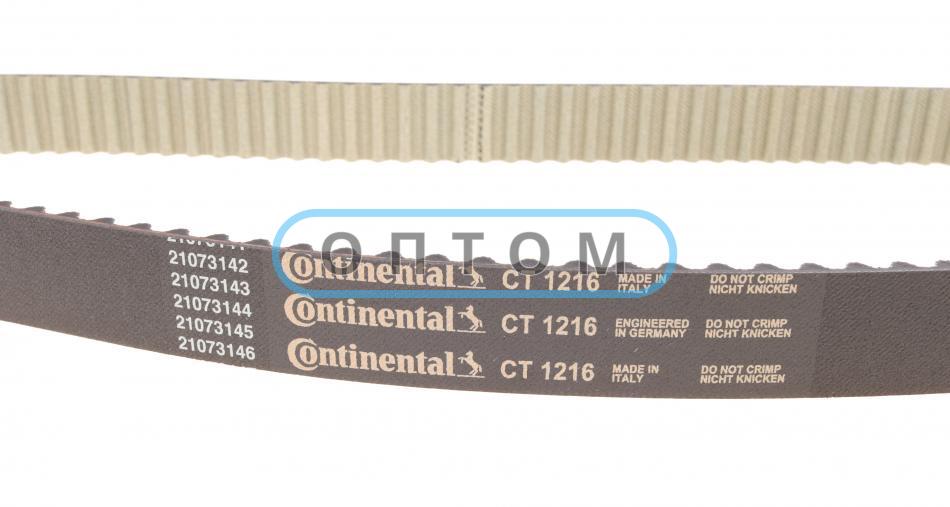 ОПТОМ
21073142
21073143
21073144
21073145
21073146
Continental CT 1216 MADE IN ITALY DO NOT CRIMP NICHT KNICKEN
Continental CT 1216 ENGINEERED IN GERMANY DO NOT CRIMP NICHT KNICKEN
Continental CT 1216 MADE IN ITALY DO NOT CRIMP NICHT KNICKEN